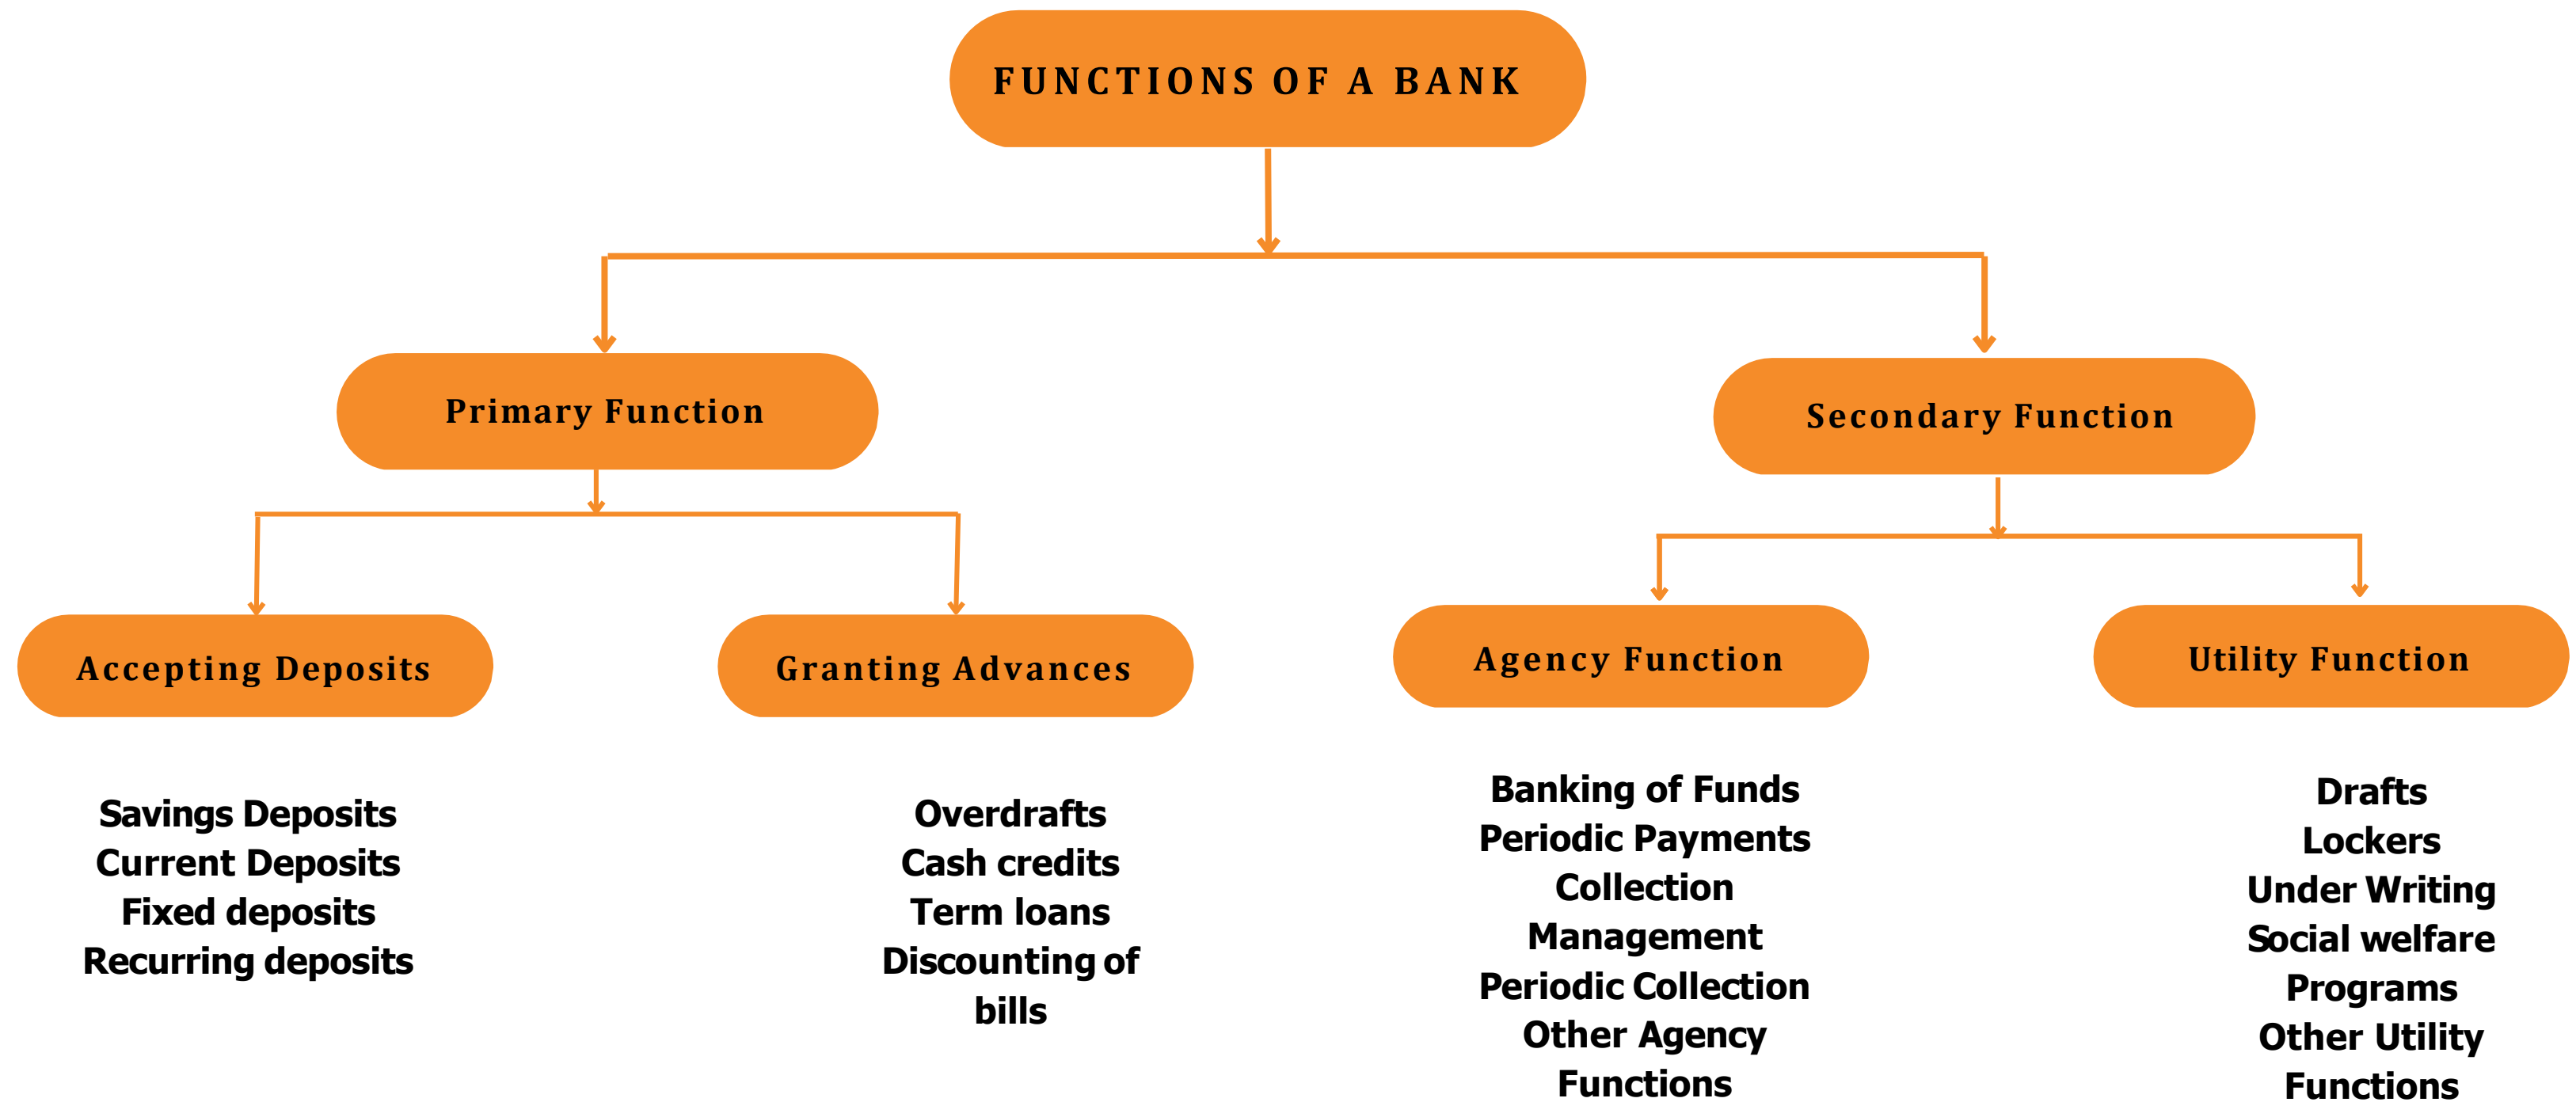 FUNCTIONS OF A BANK
Primary Function
Secondary Function
Accepting Deposits
Granting Advances
Agency Function
Utility Function
Savings Deposits
Current Deposits
Fixed deposits
Recurring deposits
Overdrafts
Cash credits
Term loans
Discounting of
bills
Banking of Funds
Periodic Payments
Collection
Management
Periodic Collection
Other Agency
Functions
Drafts
Lockers
Under Writing
Social welfare
Programs
Other Utility
Functions